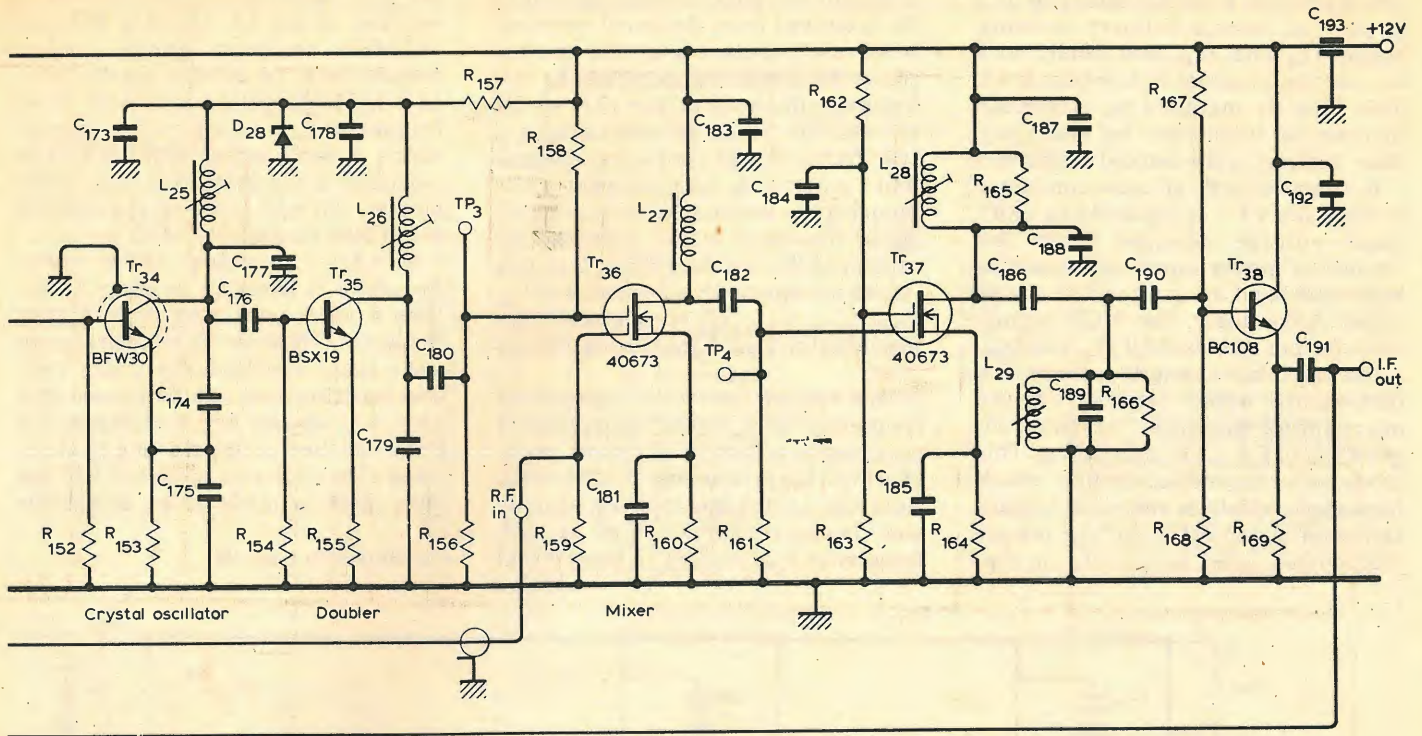 C193 +12V
R157
C173 D28 C178 R158 C183 R162 C187 R167
L25 L26 TP3 L27 C184 L28 R165 C192
C188
Tr34 C177 Tr35 Tr36 C182 Tr37 C186 C190 Tr38
C176
BFW30 BSX19 C180 40673 TP4 40673 L29 BC108 C191
I.F. out
C174 C189 R166
C179 R.F. in C181 C185
C175
R152 R153 R154 R155 R156 R159 R160 R161 R163 R164 R168 R169
Crystal oscillator Doubler Mixer